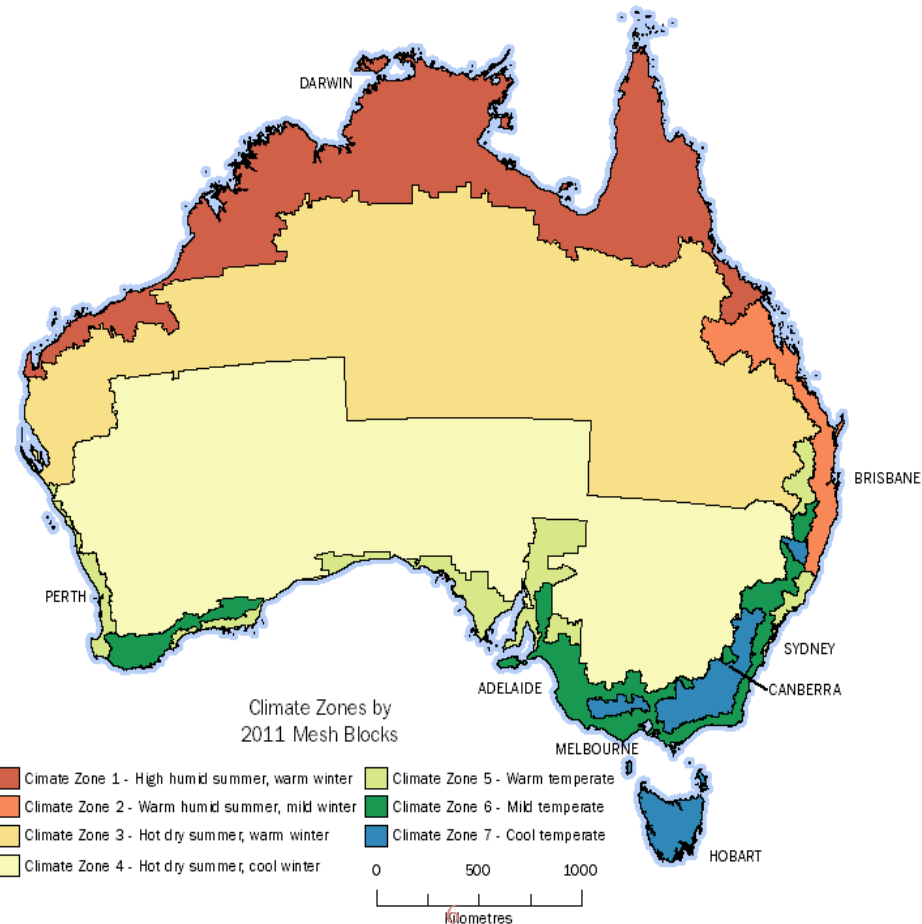 DARWIN
BRISBANE
PERTH
SYDNEY
ADELAIDE
CANBERRA
MELBOURNE
HOBART
Climate Zones by
2011 Mesh Blocks
Cimate Zone 1 - High humid summer, warm winter
Climate Zone 2 - Warm humid summer, mild winter
Climate Zone 3 - Hot dry summer, warm winter
Climate Zone 4 - Hot dry summer, cool winter
Climate Zone 5 - Warm temperate
Climate Zone 6 - Mild temperate
Climate Zone 7 - Cool temperate
0 500 1000
Kilometres
6